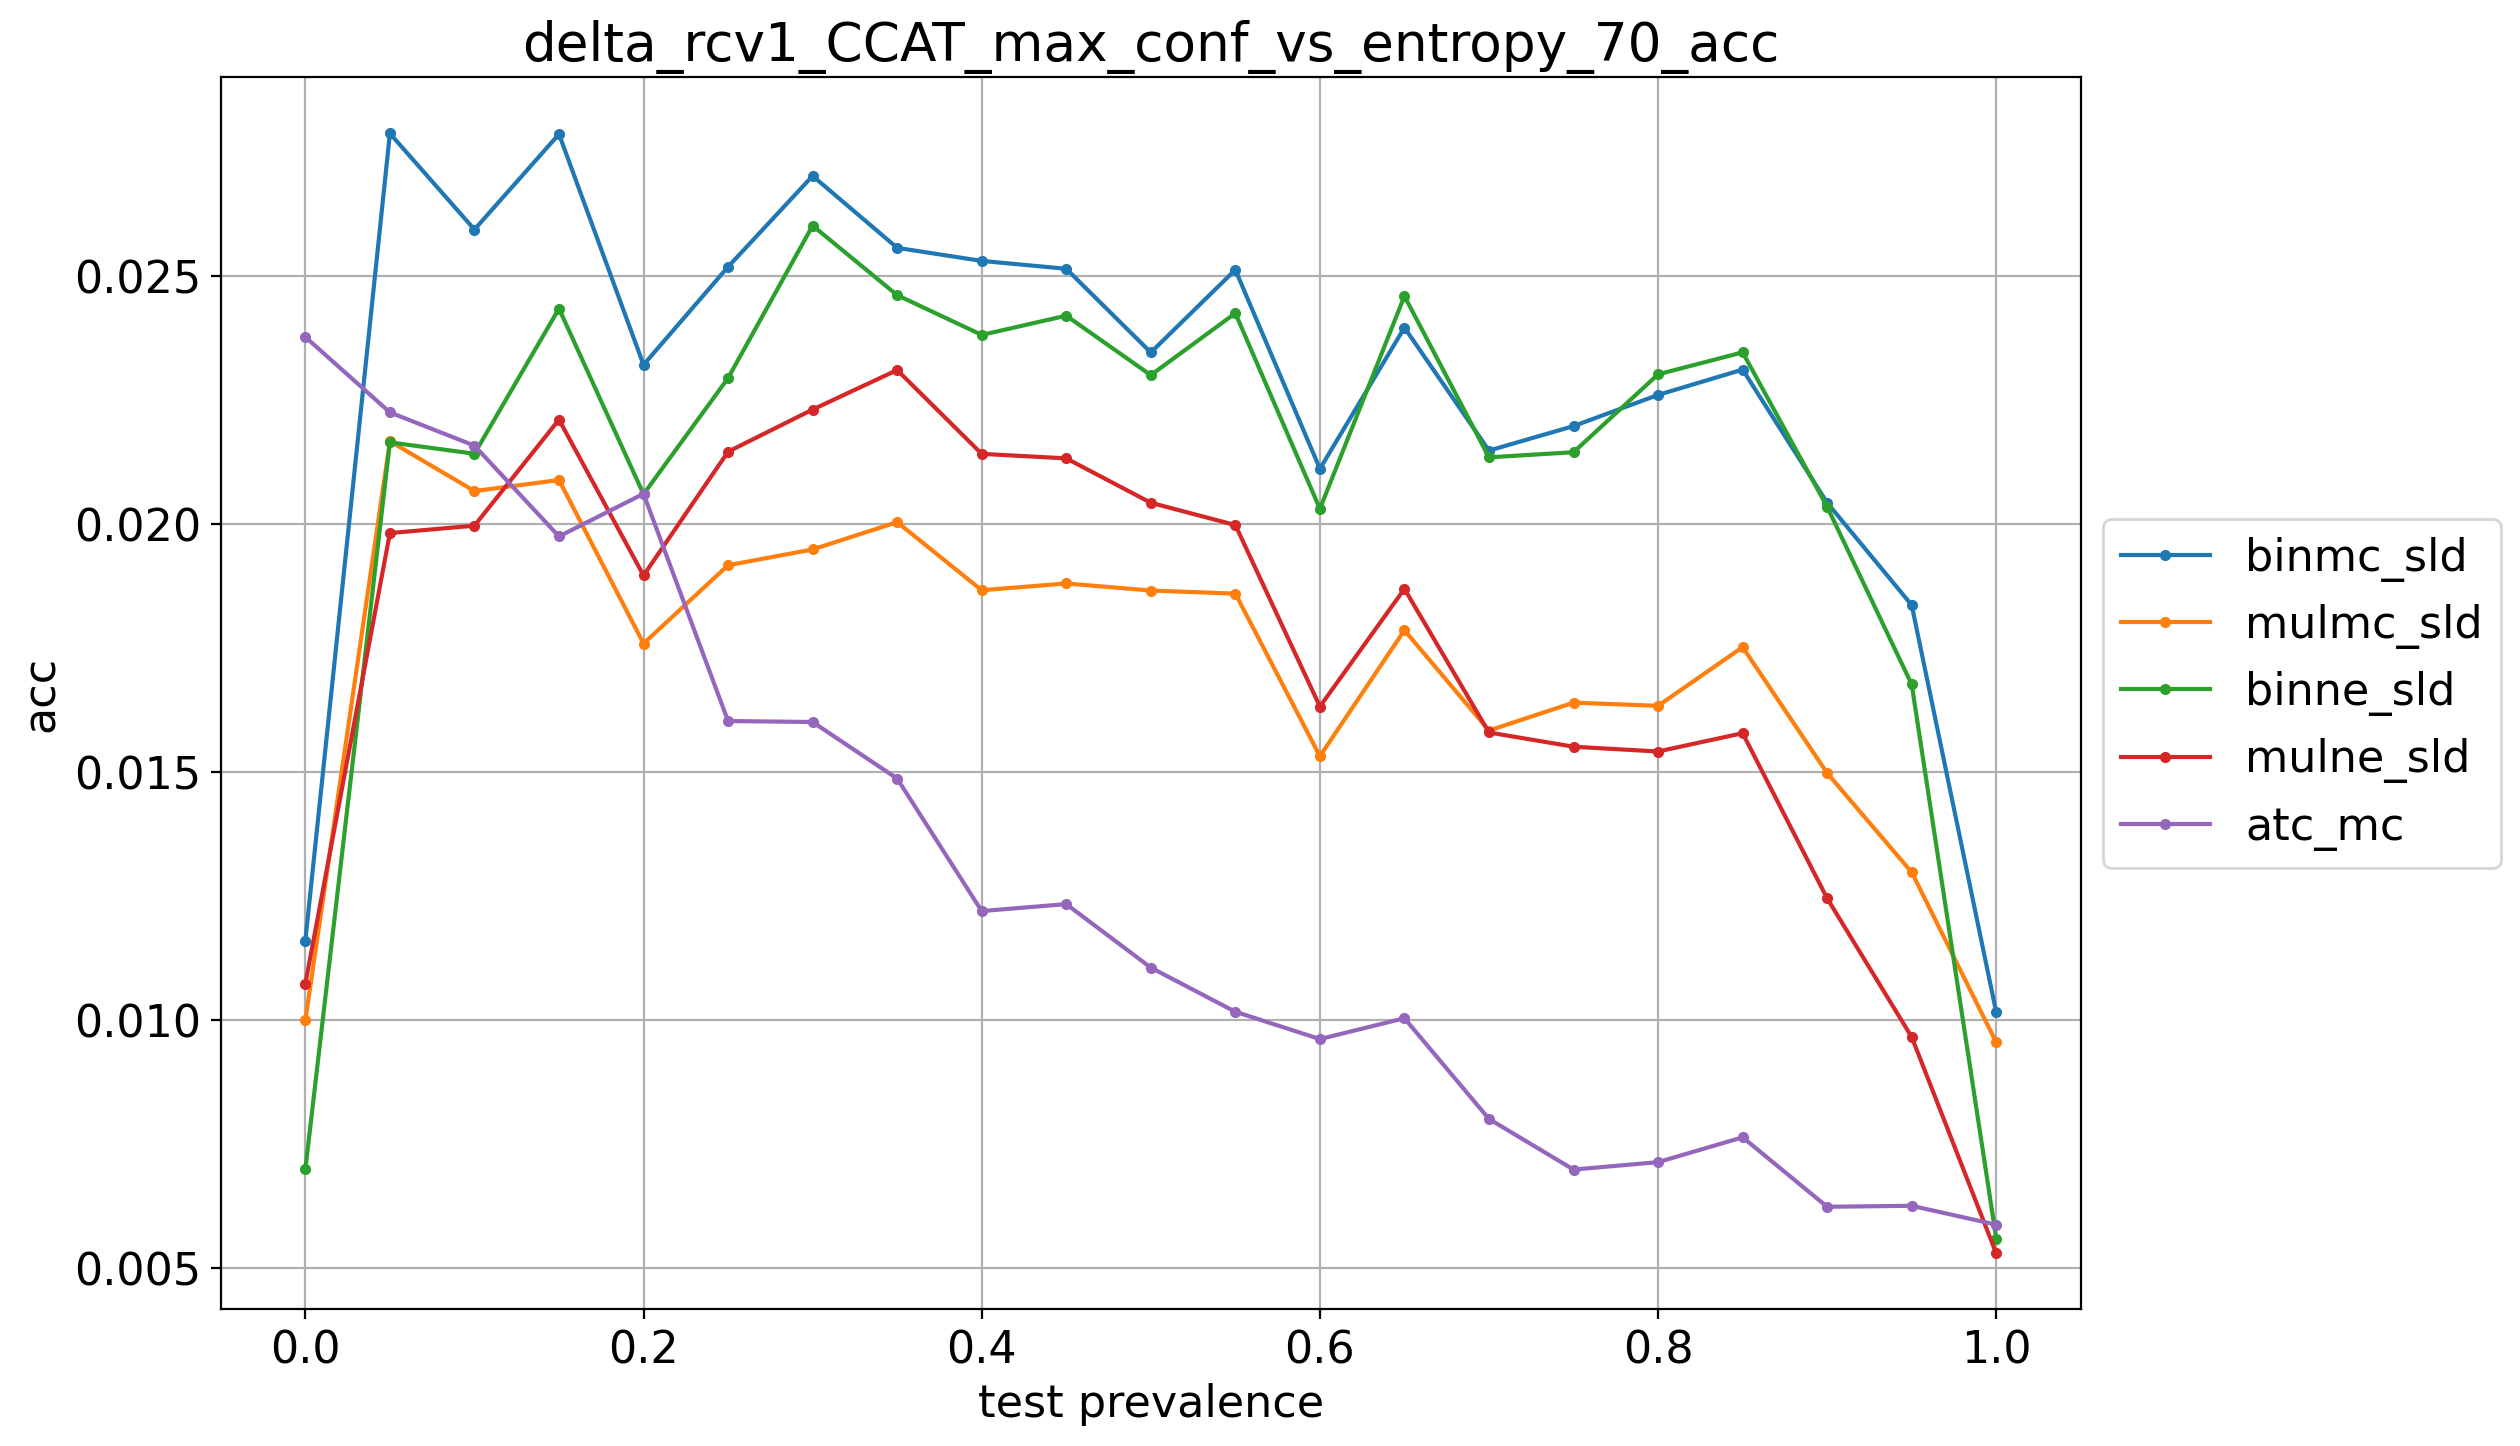 delta_rcv1_CCAT_max_conf_vs_entropy_70_acc
acc
0.025
0.020
0.015
0.010
0.005
0.0 0.2 0.4 0.6 0.8 1.0
test prevalence
binmc_sld
mulmc_sld
binne_sld
mulne_sld
atc_mc